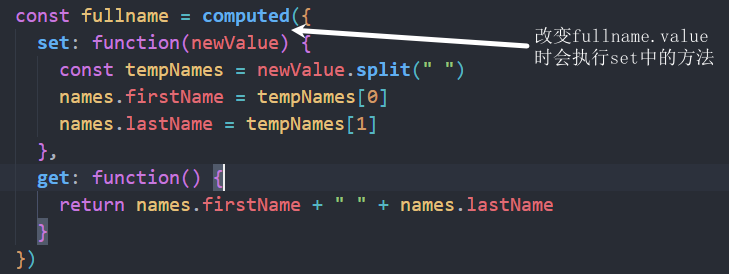 const fullname = computed({
  set: function(newValue) {
    const tempNames = newValue.split(" ")
    names.firstName = tempNames[0]
    names.lastName = tempNames[1]
  },
  get: function() {
    return names.firstName + " " + names.lastName
  }
})
改变fullname.value
时会执行set中的方法